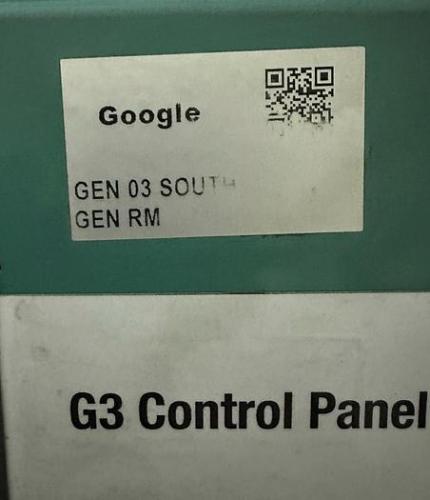 Google
GEN 03 SOUTH
GEN RM
G3 Control Panel